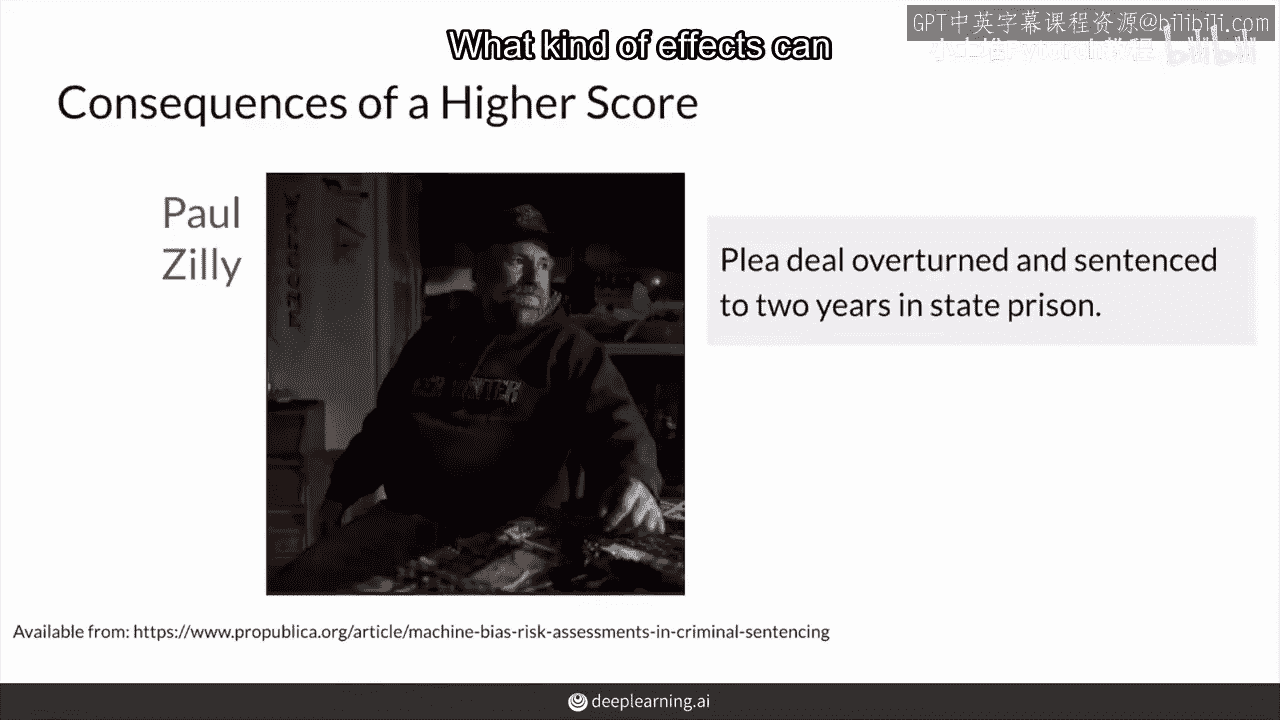 GPT中英字幕课程资源@bilibili.com
What kind of effects can
bilibili
Consequences of a Higher Score
Paul
Zilly
Plea deal overturned and sentenced
to two years in state prison.
Available from: https://www.propublica.org/article/machine-bias-risk-assessments-in-criminal-sentencing
deeplearning.ai